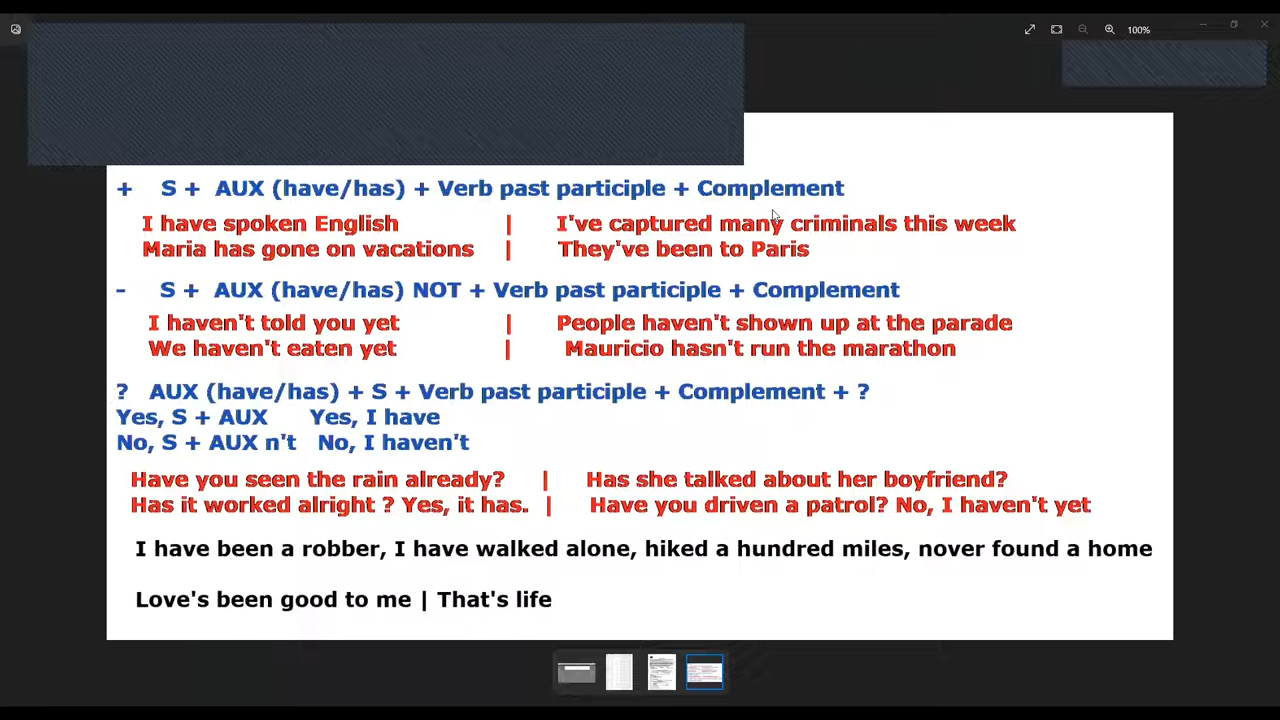 100%
+ S + AUX (have/has) + Verb past participle + Complement
I have spoken English | I've captured many criminals this week
Maria has gone on vacations | They've been to Paris
- S + AUX (have/has) NOT + Verb past participle + Complement
I haven't told you yet | People haven't shown up at the parade
We haven't eaten yet | Mauricio hasn't run the marathon
? AUX (have/has) + S + Verb past participle + Complement + ?
Yes, S + AUX Yes, I have
No, S + AUX n't No, I haven't
Have you seen the rain already? | Has she talked about her boyfriend?
Has it worked alright ? Yes, it has. | Have you driven a patrol? No, I haven't yet
I have been a robber, I have walked alone, hiked a hundred miles, nover found a home
Love's been good to me | That's life